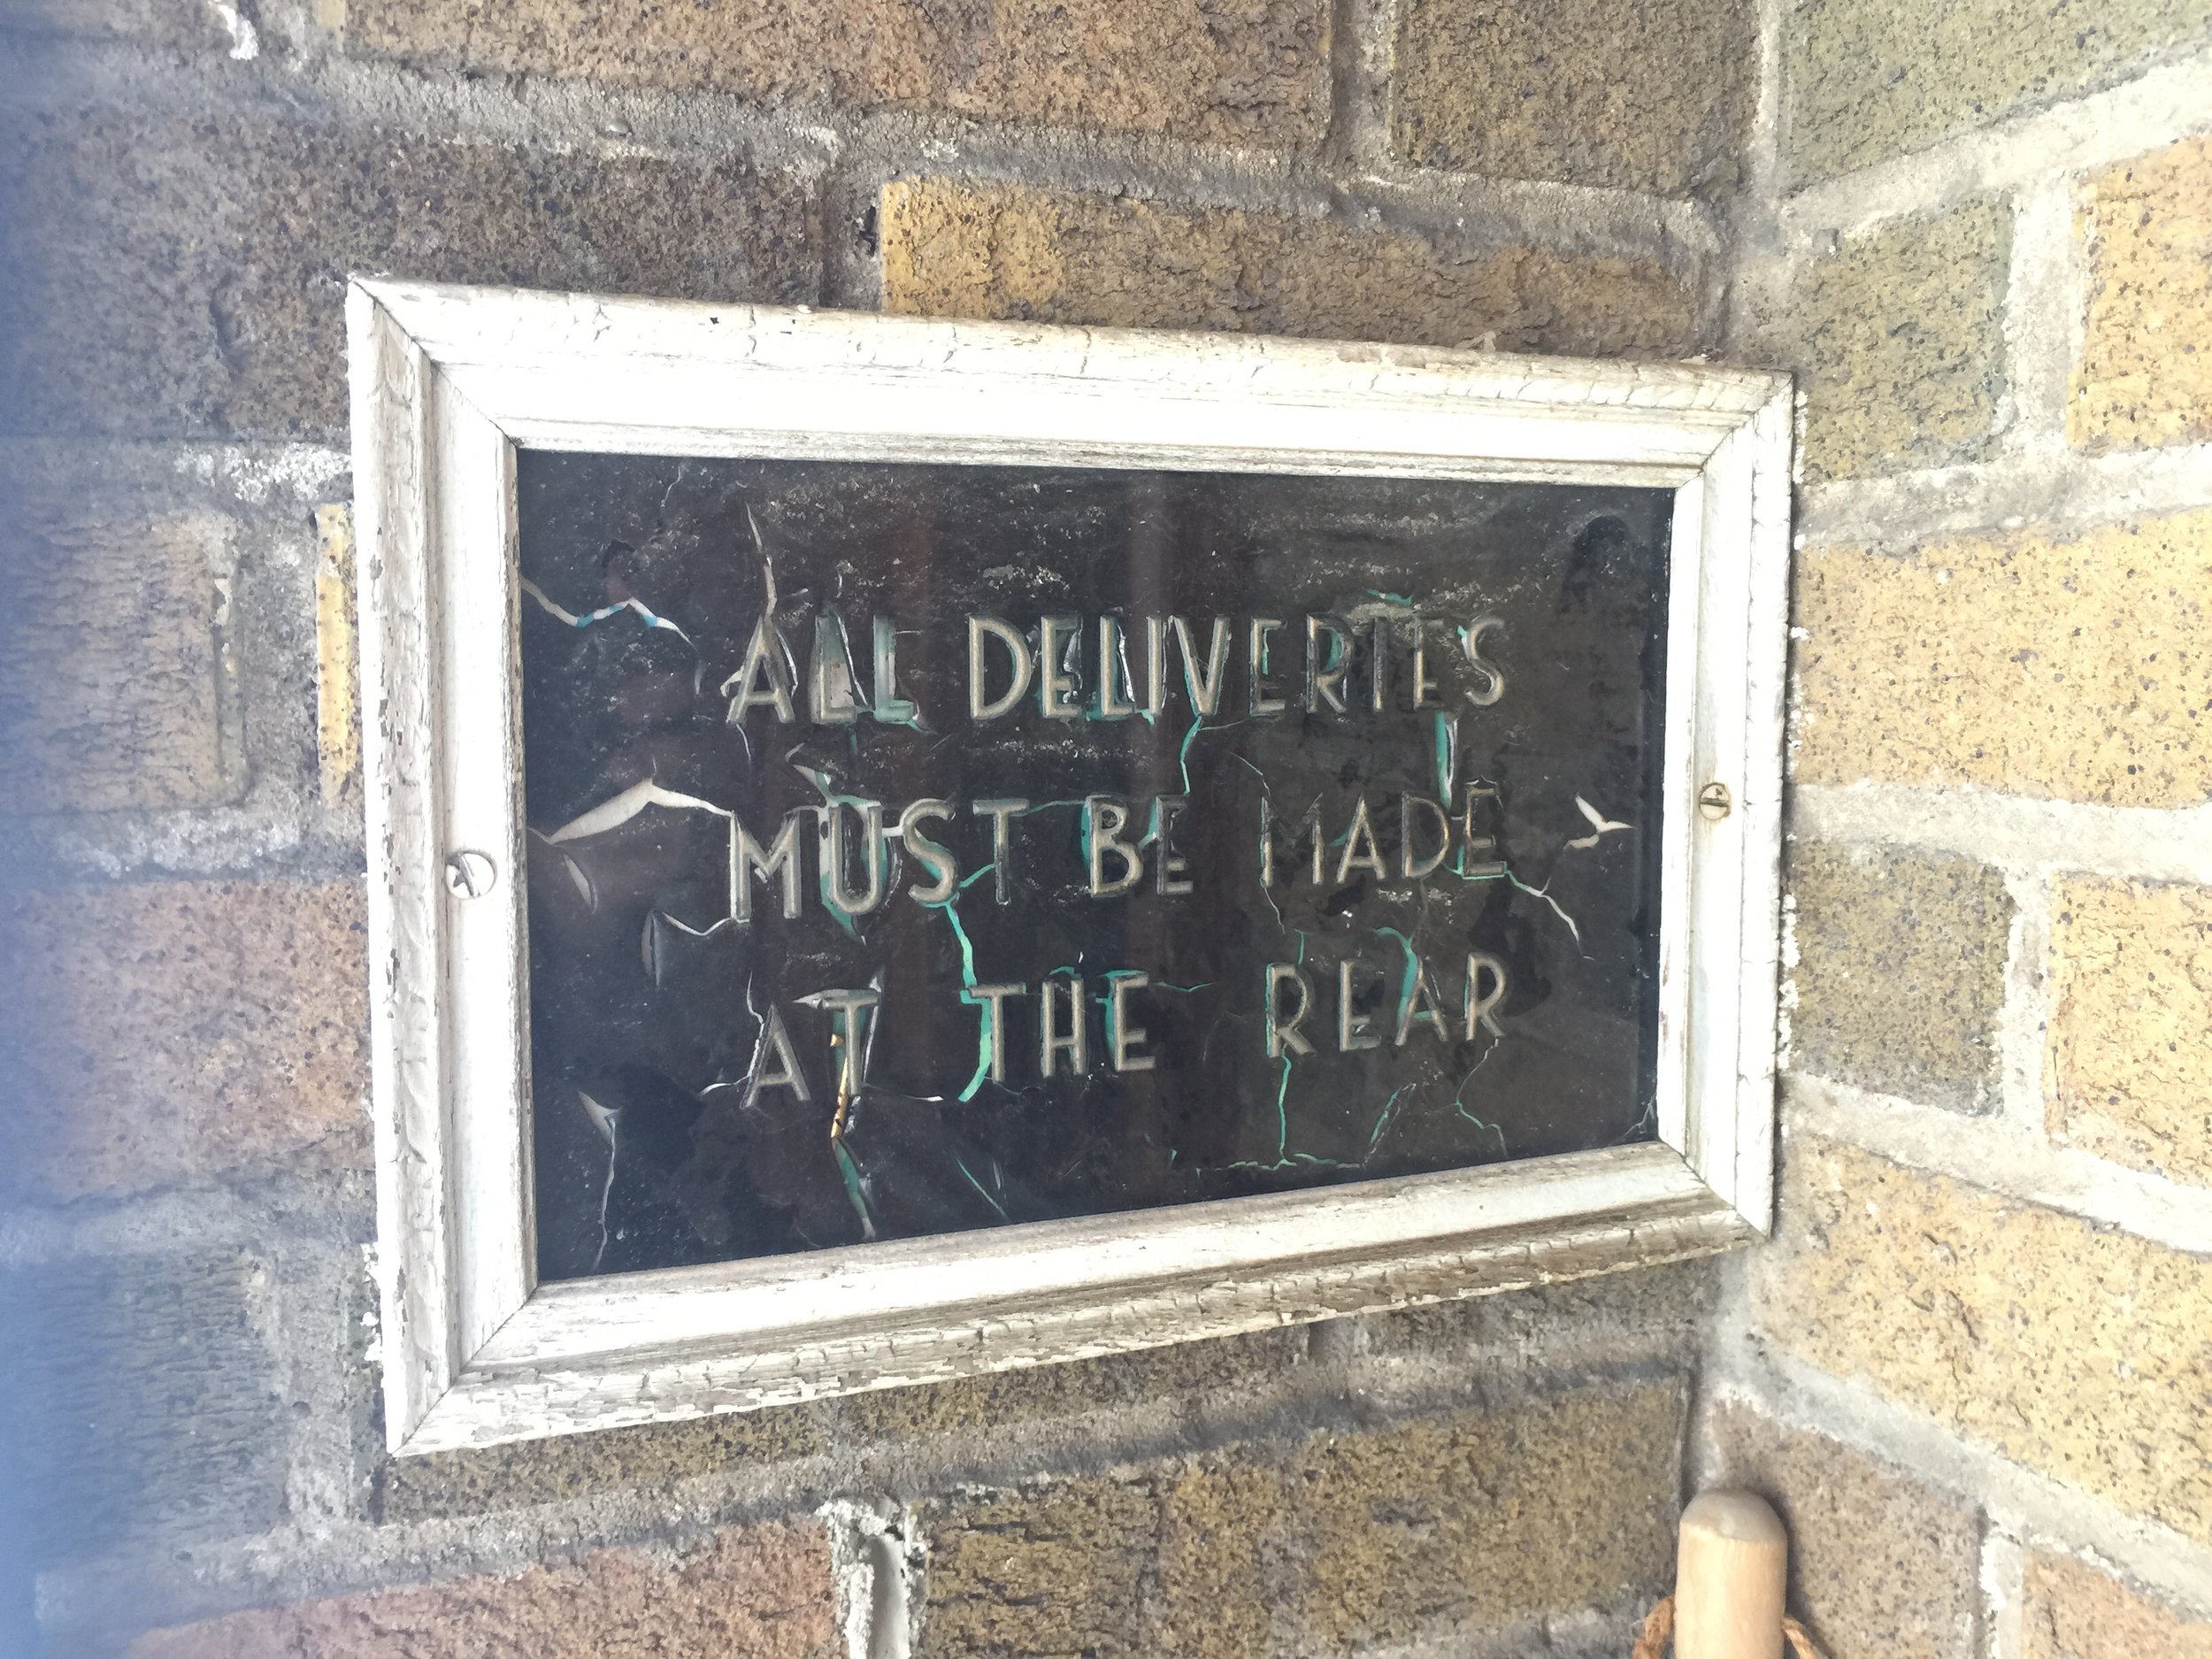 ALL DELIVERIES
MUST BE MADE
AT THE REAR